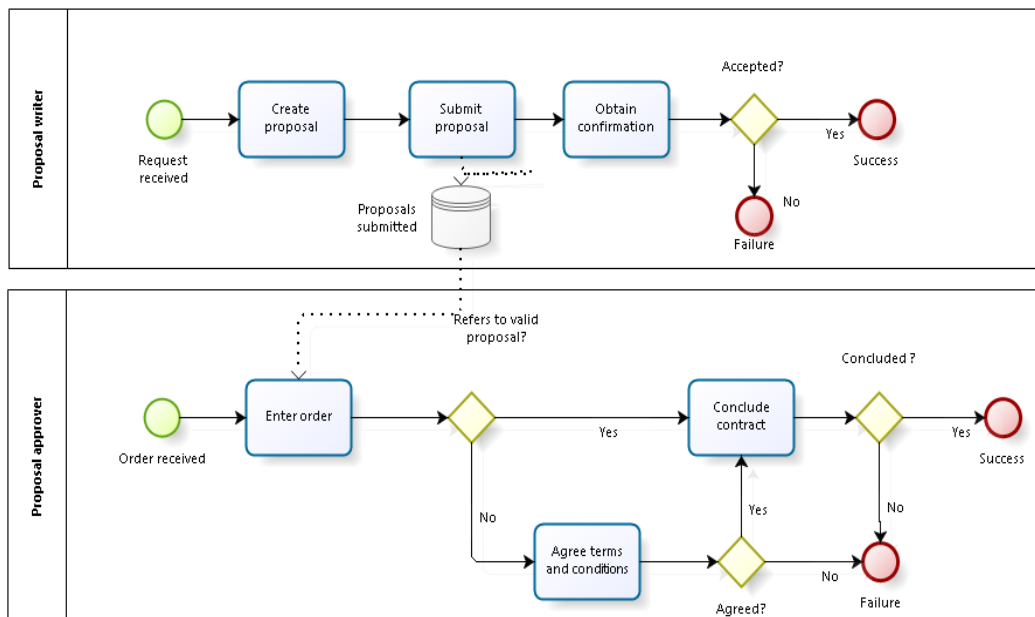 Proposal writer
Request
received
Create
proposal
Submit
proposal
Obtain
confirmation
Accepted?
Yes
Success
No
Failure
Proposals
submitted
Proposal approver
Refers to valid
proposal?
Order received
Enter order
Yes
Conclude
contract
Concluded ?
Yes
Success
No
Agree terms
and conditions
Yes
Agreed?
No
No
Failure